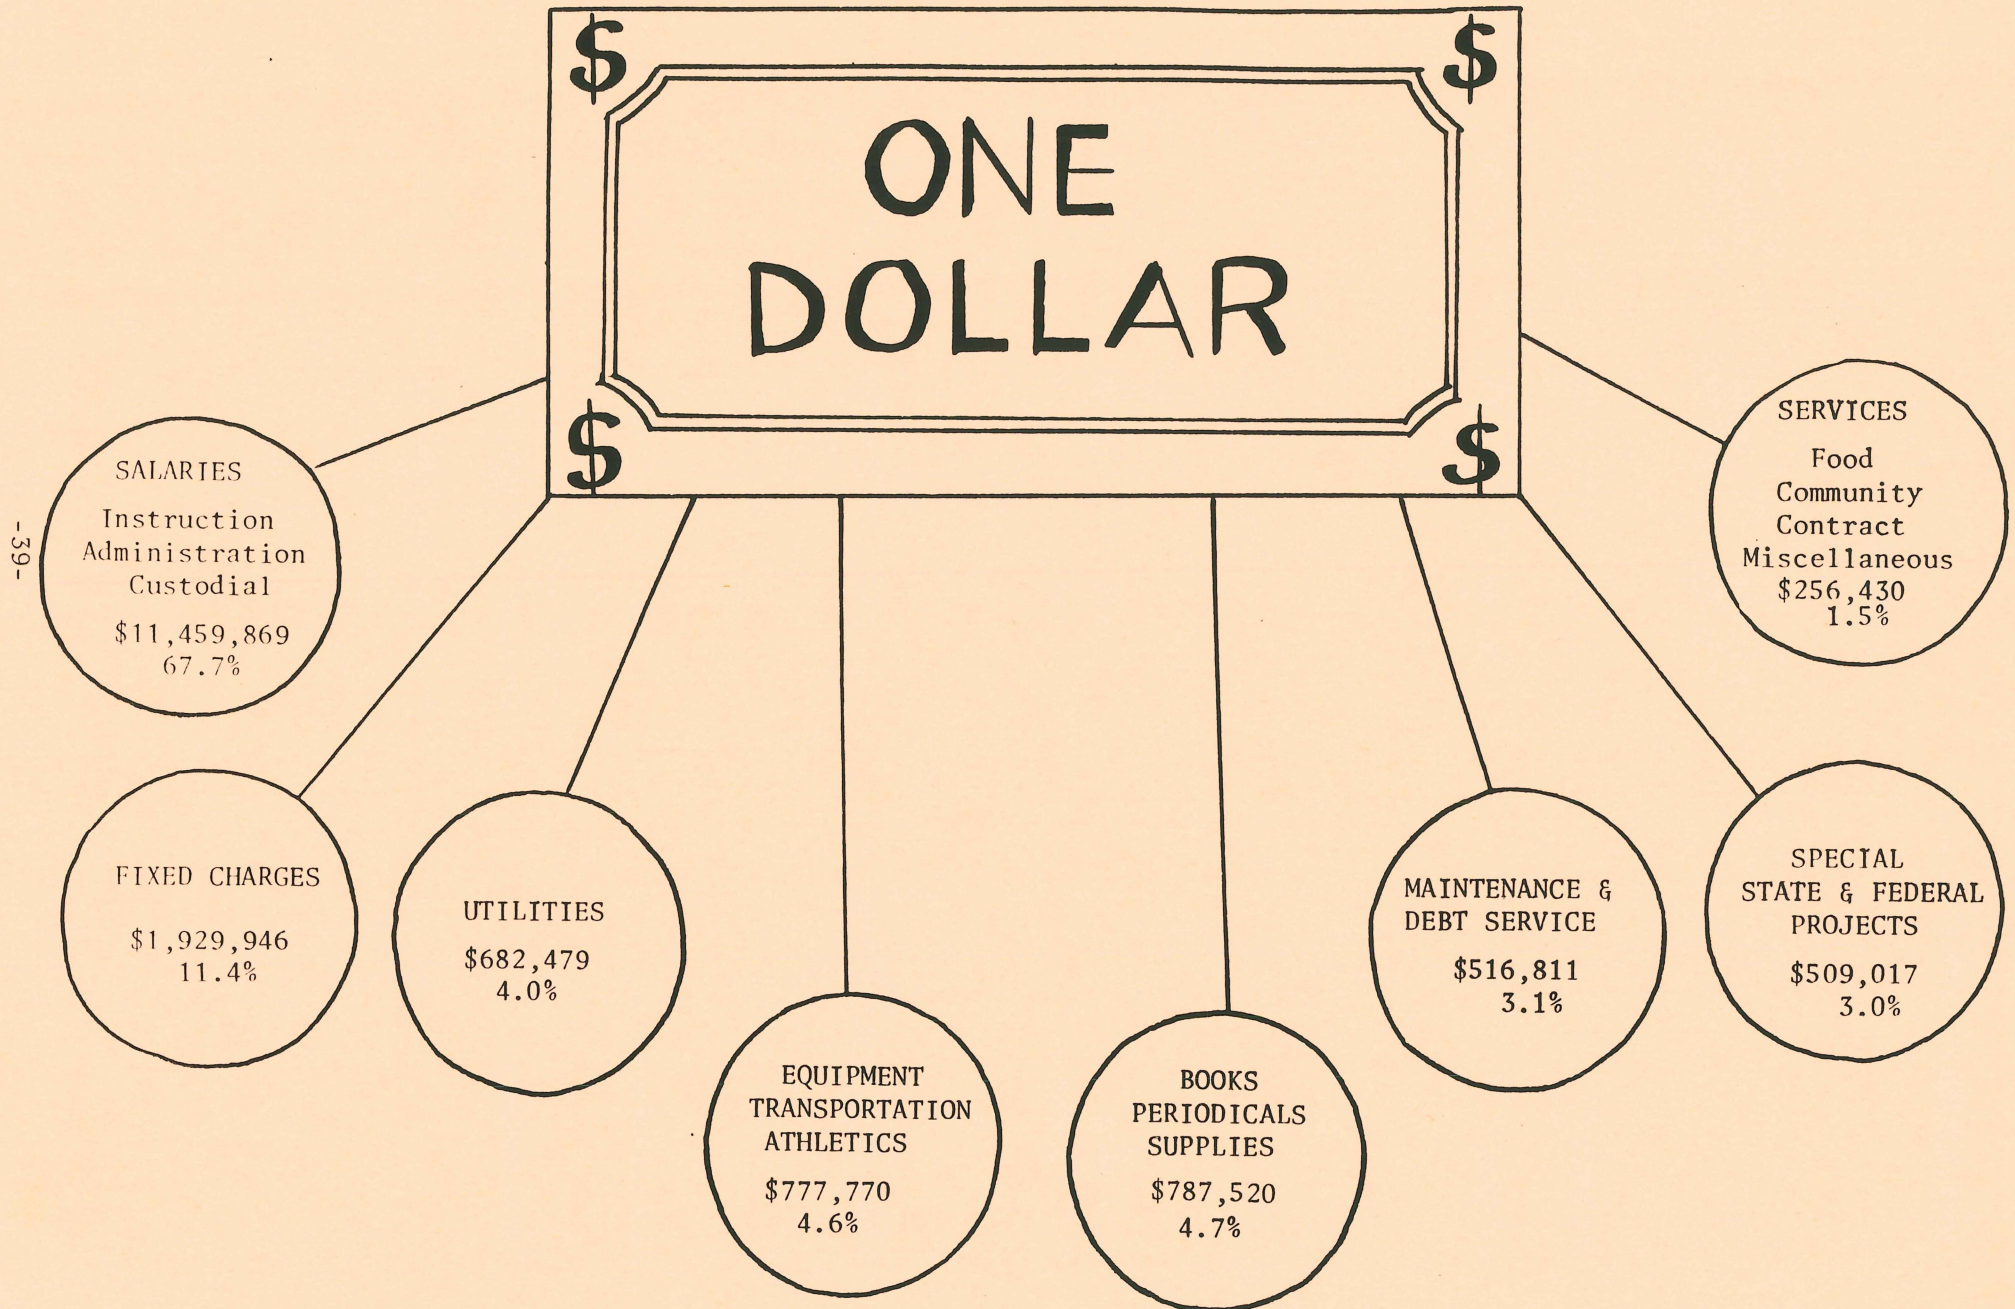 $ $
ONE
DOLLAR
$ $
SALARIES
Instruction
Administration
Custodial
$11,459,869
67.7%
FIXED CHARGES
$1,929,946
11.4%
UTILITIES
$682,479
4.0%
EQUIPMENT
TRANSPORTATION
ATHLETICS
$777,770
4.6%
BOOKS
PERIODICALS
SUPPLIES
$787,520
4.7%
MAINTENANCE &
DEBT SERVICE
$516,811
3.1%
SPECIAL
STATE & FEDERAL
PROJECTS
$509,017
3.0%
SERVICES
Food
Community
Contract
Miscellaneous
$256,430
1.5%
-39-